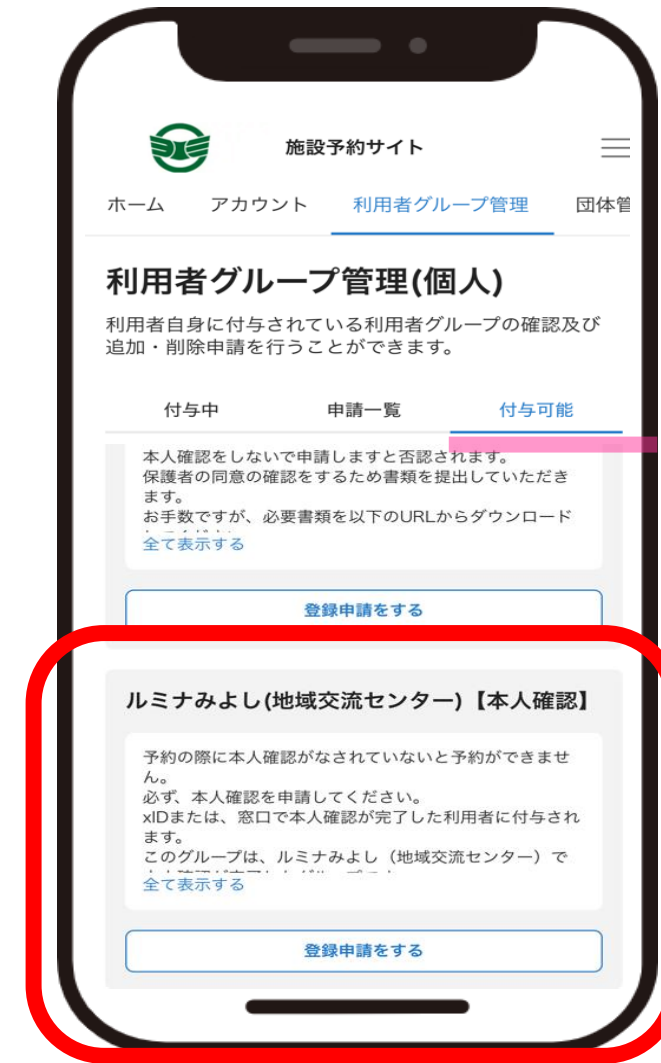 施設予約サイト
ホーム アカウント 利用者グループ管理 団体管
利用者グループ管理(個人)
利用者自身に付与されている利用者グループの確認及び
追加・削除申請を行うことができます。
付与中 申請一覧 付与可能
本人確認をしないで申請しますと否認されます。
保護者の同意の確認をするため書類を提出していただき
ます。
お手数ですが、必要書類を以下のURLからダウンロード
全て表示する
登録申請をする
ルミナみよし(地域交流センター)【本人確認】
予約の際に本人確認がなされていないと予約ができませ
ん。
必ず、本人確認を申請してください。
xIDまたは、窓口で本人確認が完了した利用者に付与され
ます。
このグループは、ルミナみよし（地域交流センター）で
全て表示する
登録申請をする